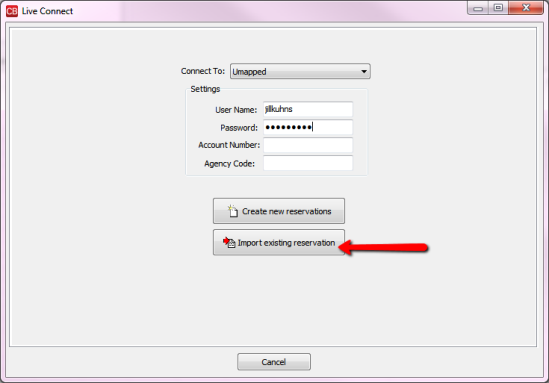 CB Live Connect
Connect To: Umapped
Settings
User Name: jillkuhns
Password: ●●●●●●●●●
Account Number:
Agency Code:
Create new reservations
Import existing reservation
Cancel